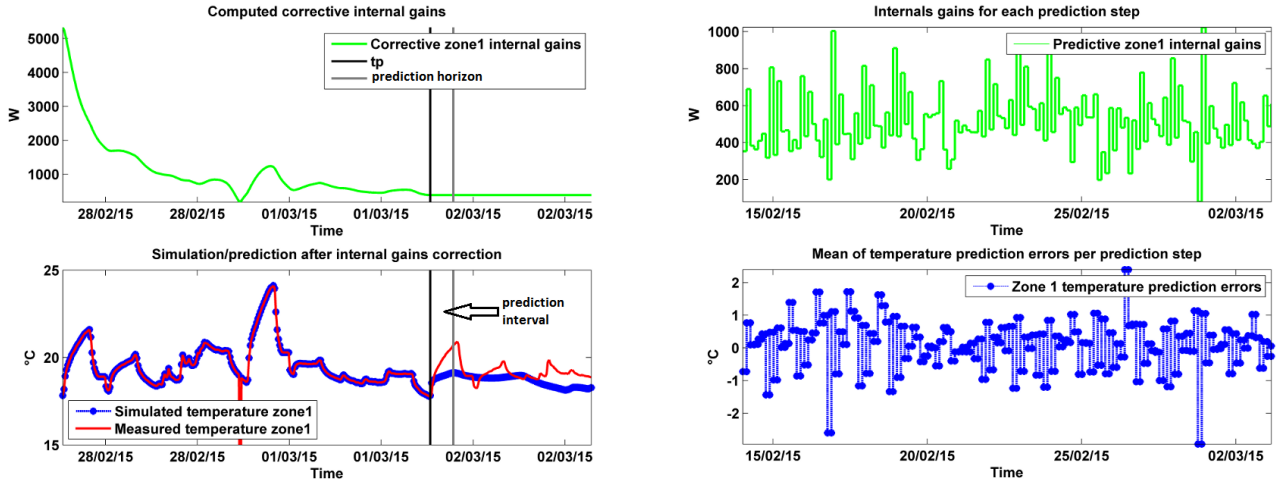 Computed corrective internal gains
5000
4000
3000
2000
1000
W
Corrective zone1 internal gains
tp
prediction horizon
28/02/15 28/02/15 01/03/15 01/03/15 02/03/15 02/03/15
Time
Internals gains for each prediction step
1000
800
600
400
200
W
Predictive zone1 internal gains
15/02/15 20/02/15 25/02/15 02/03/15
Time
Simulation/prediction after internal gains correction
25
20
15
°C
prediction
interval
Simulated temperature zone1
Measured temperature zone1
28/02/15 28/02/15 01/03/15 01/03/15 02/03/15 02/03/15
Time
Mean of temperature prediction errors per prediction step
2
1
0
-1
-2
°C
Zone 1 temperature prediction errors
15/02/15 20/02/15 25/02/15 02/03/15
Time